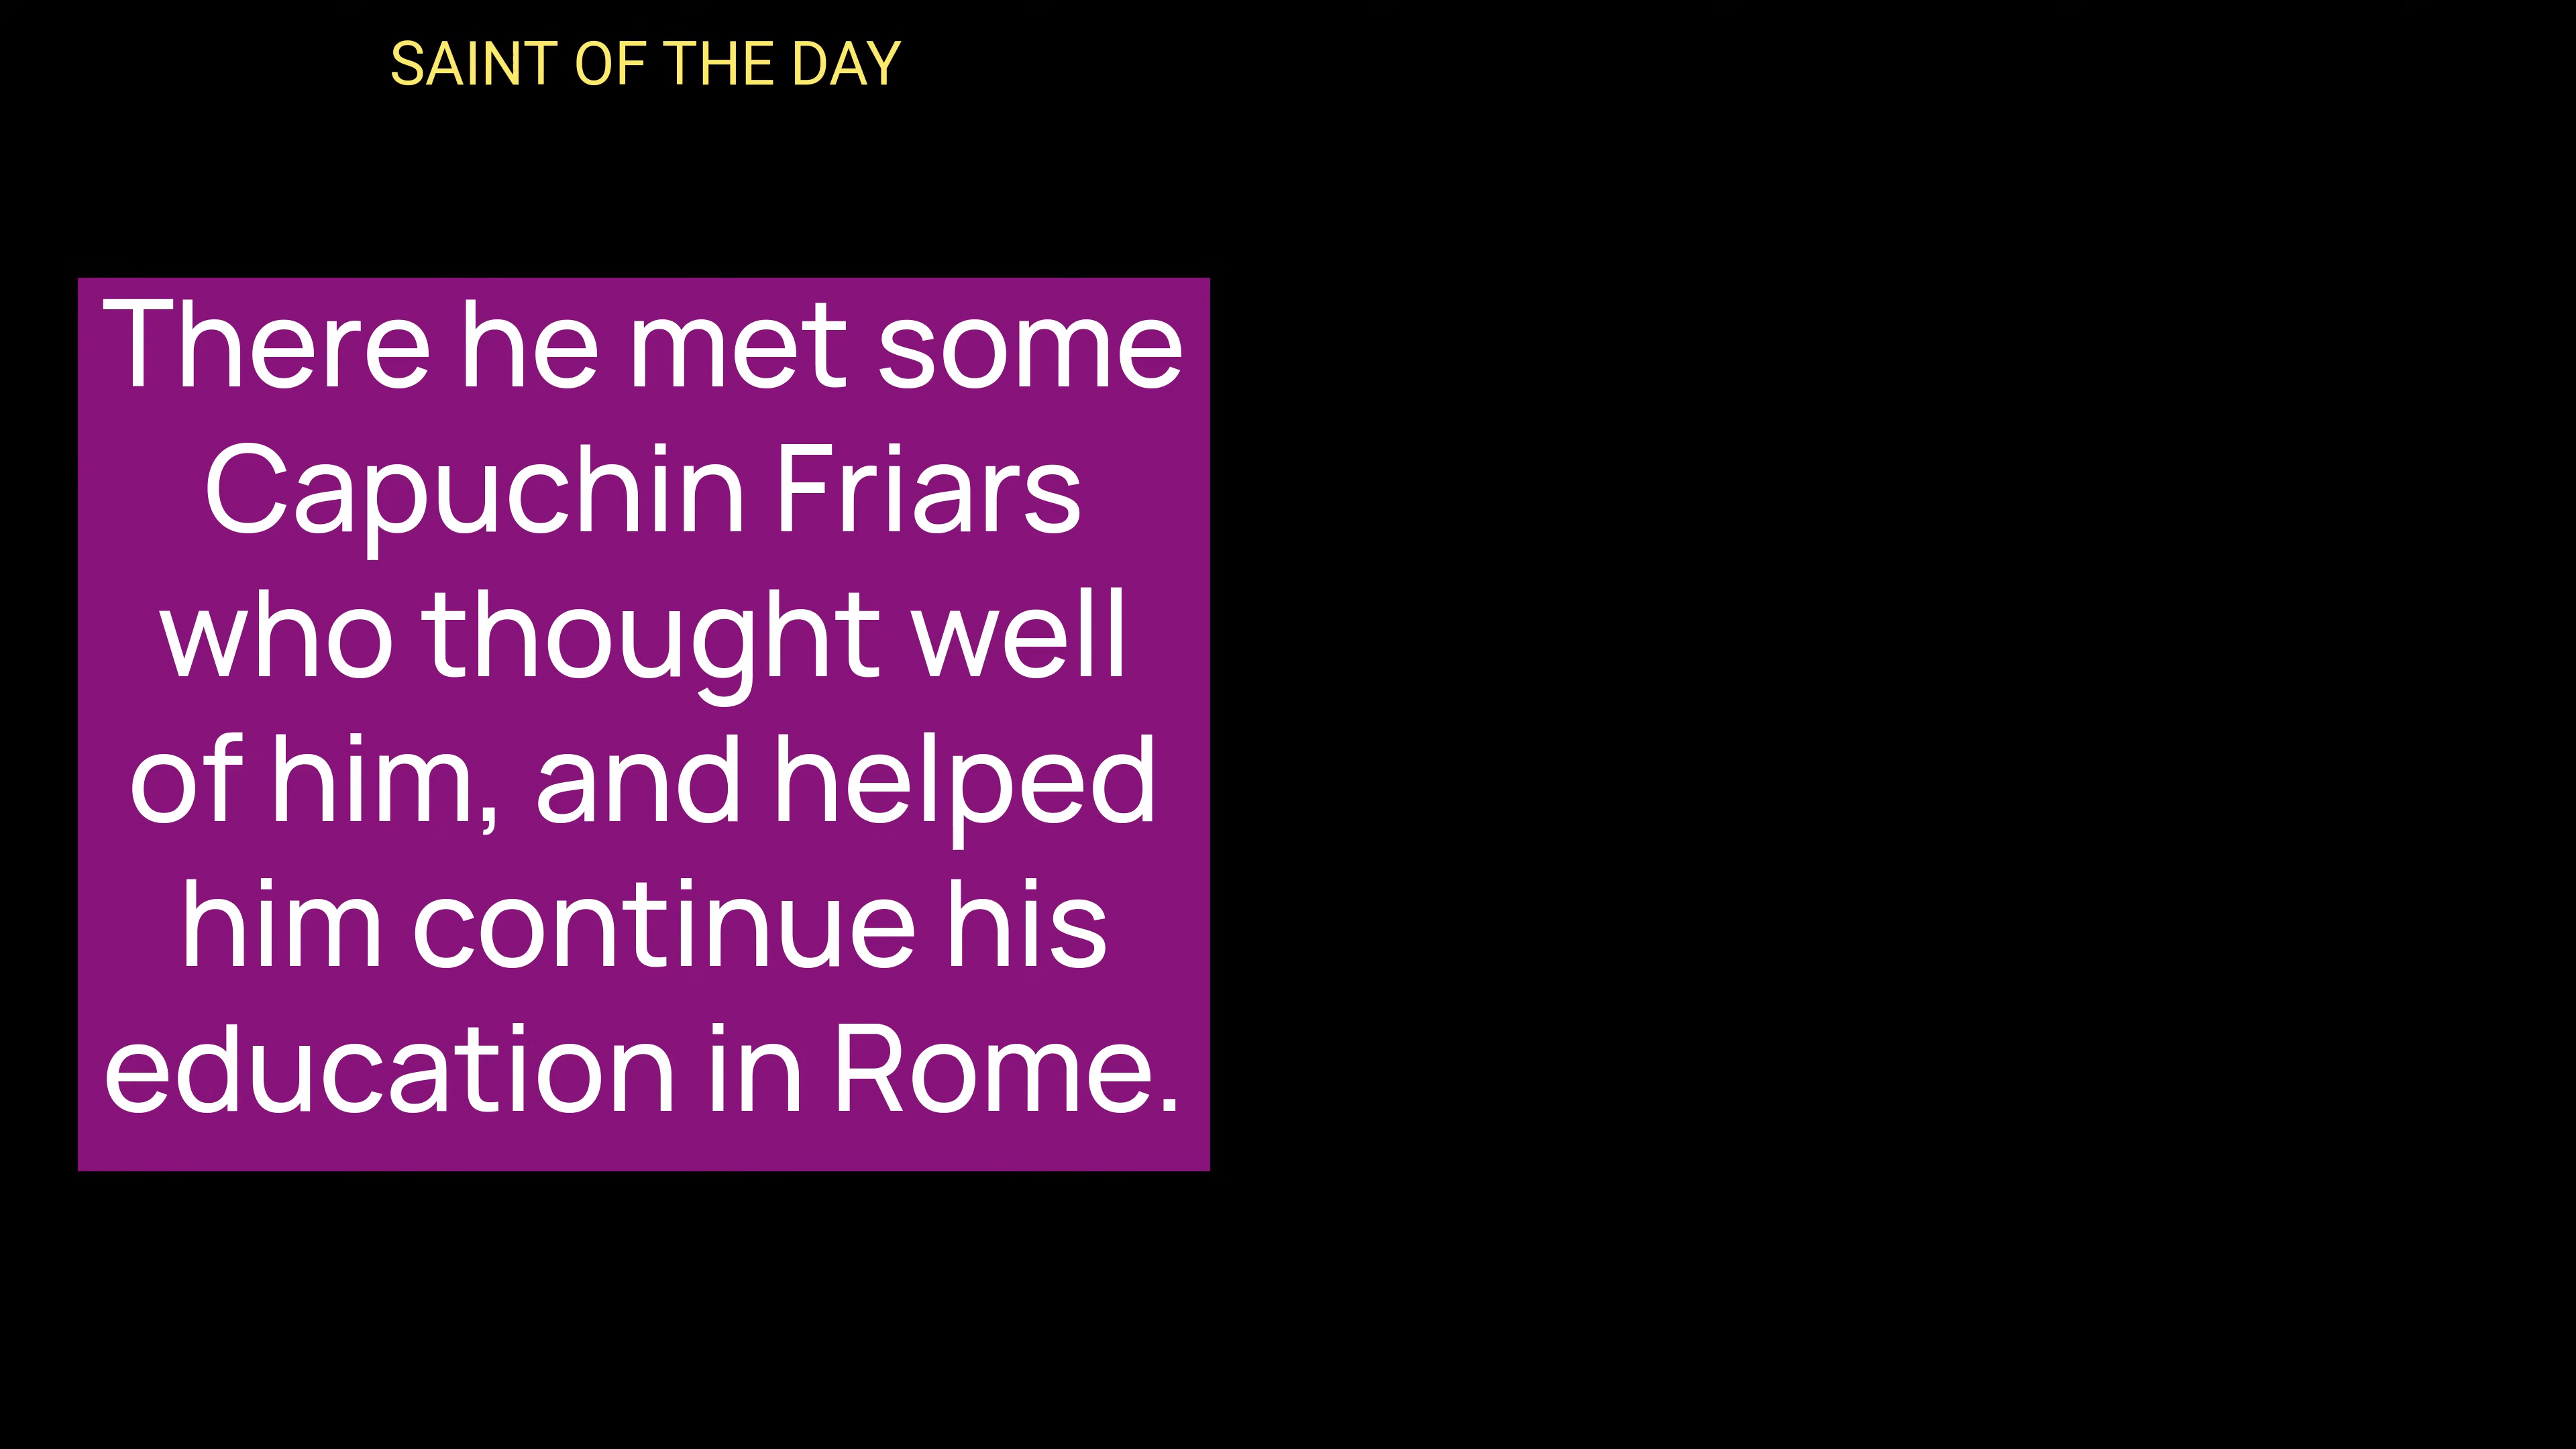 SAINT OF THE DAY
There he met some
Capuchin Friars
who thought well
of him, and helped
him continue his
education in Rome.